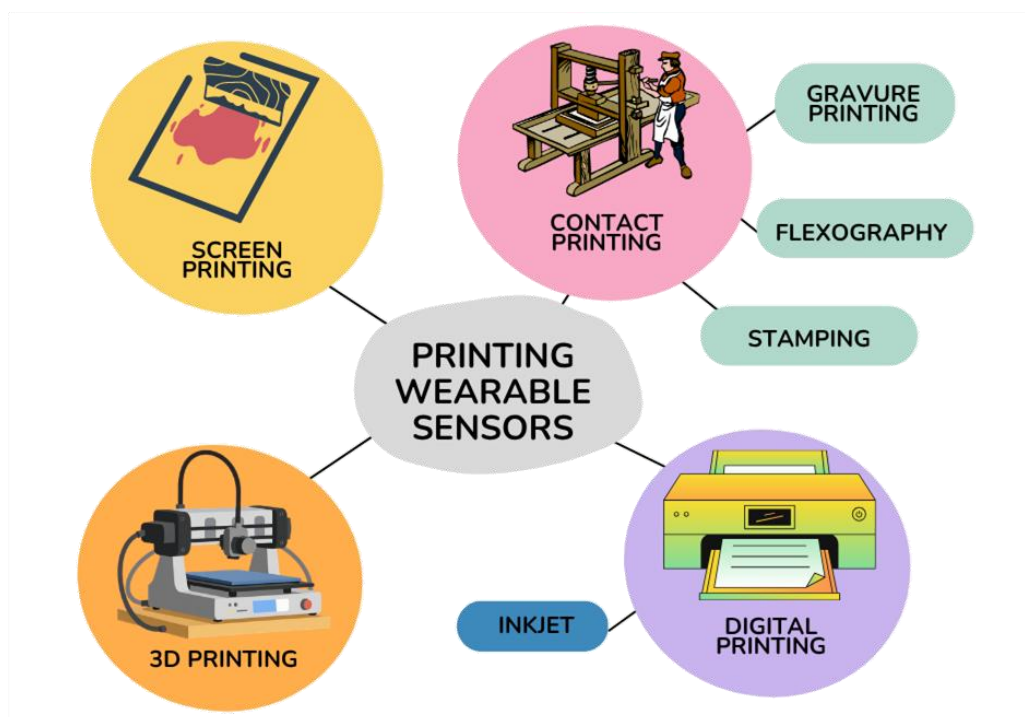 SCREEN
PRINTING
CONTACT
PRINTING
GRAVURE
PRINTING
FLEXOGRAPHY
STAMPING
PRINTING
WEARABLE
SENSORS
3D PRINTING
INKJET
DIGITAL
PRINTING